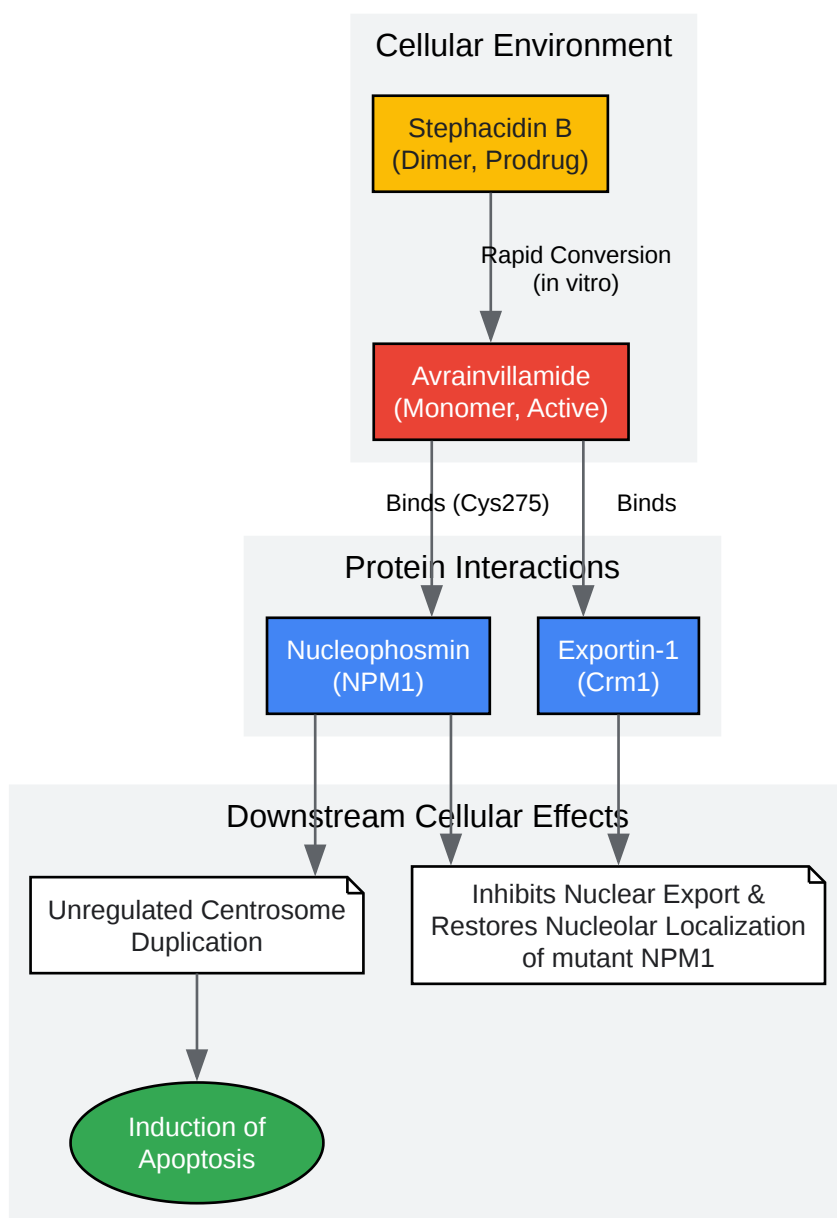 Cellular Environment
Stephacidin B
(Dimer, Prodrug)
Rapid Conversion
(in vitro)
Avrainvillamide
(Monomer, Active)
Binds (Cys275)
Binds
Protein Interactions
Nucleophosmin
(NPM1)
Exportin-1
(Crm1)
Downstream Cellular Effects
Unregulated Centrosome
Duplication
Inhibits Nuclear Export &
Restores Nucleolar Localization
of mutant NPM1
Induction of
Apoptosis